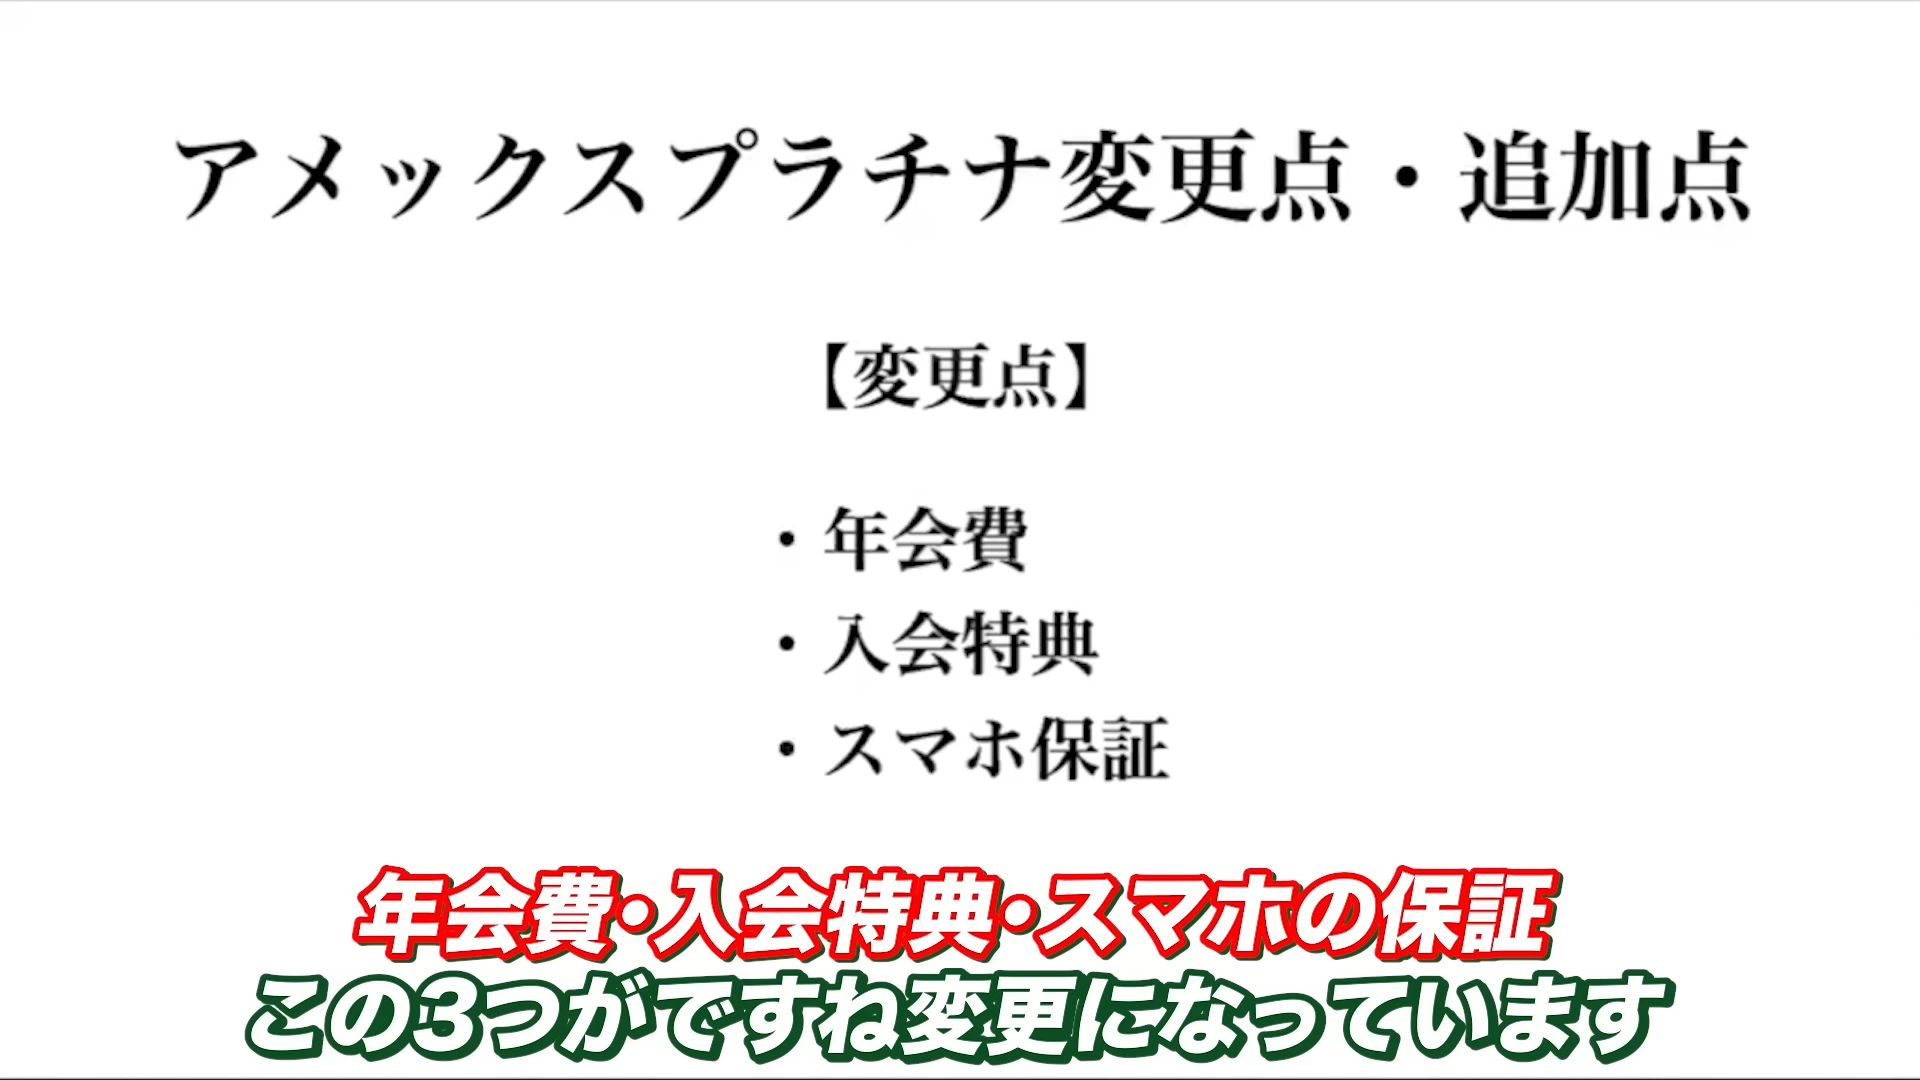 アメックスプラチナ変更点・追加点
【変更点】
・年会費
・入会特典
・スマホ保証
年会費・入会特典・スマホの保証
この3つがですね変更になっています